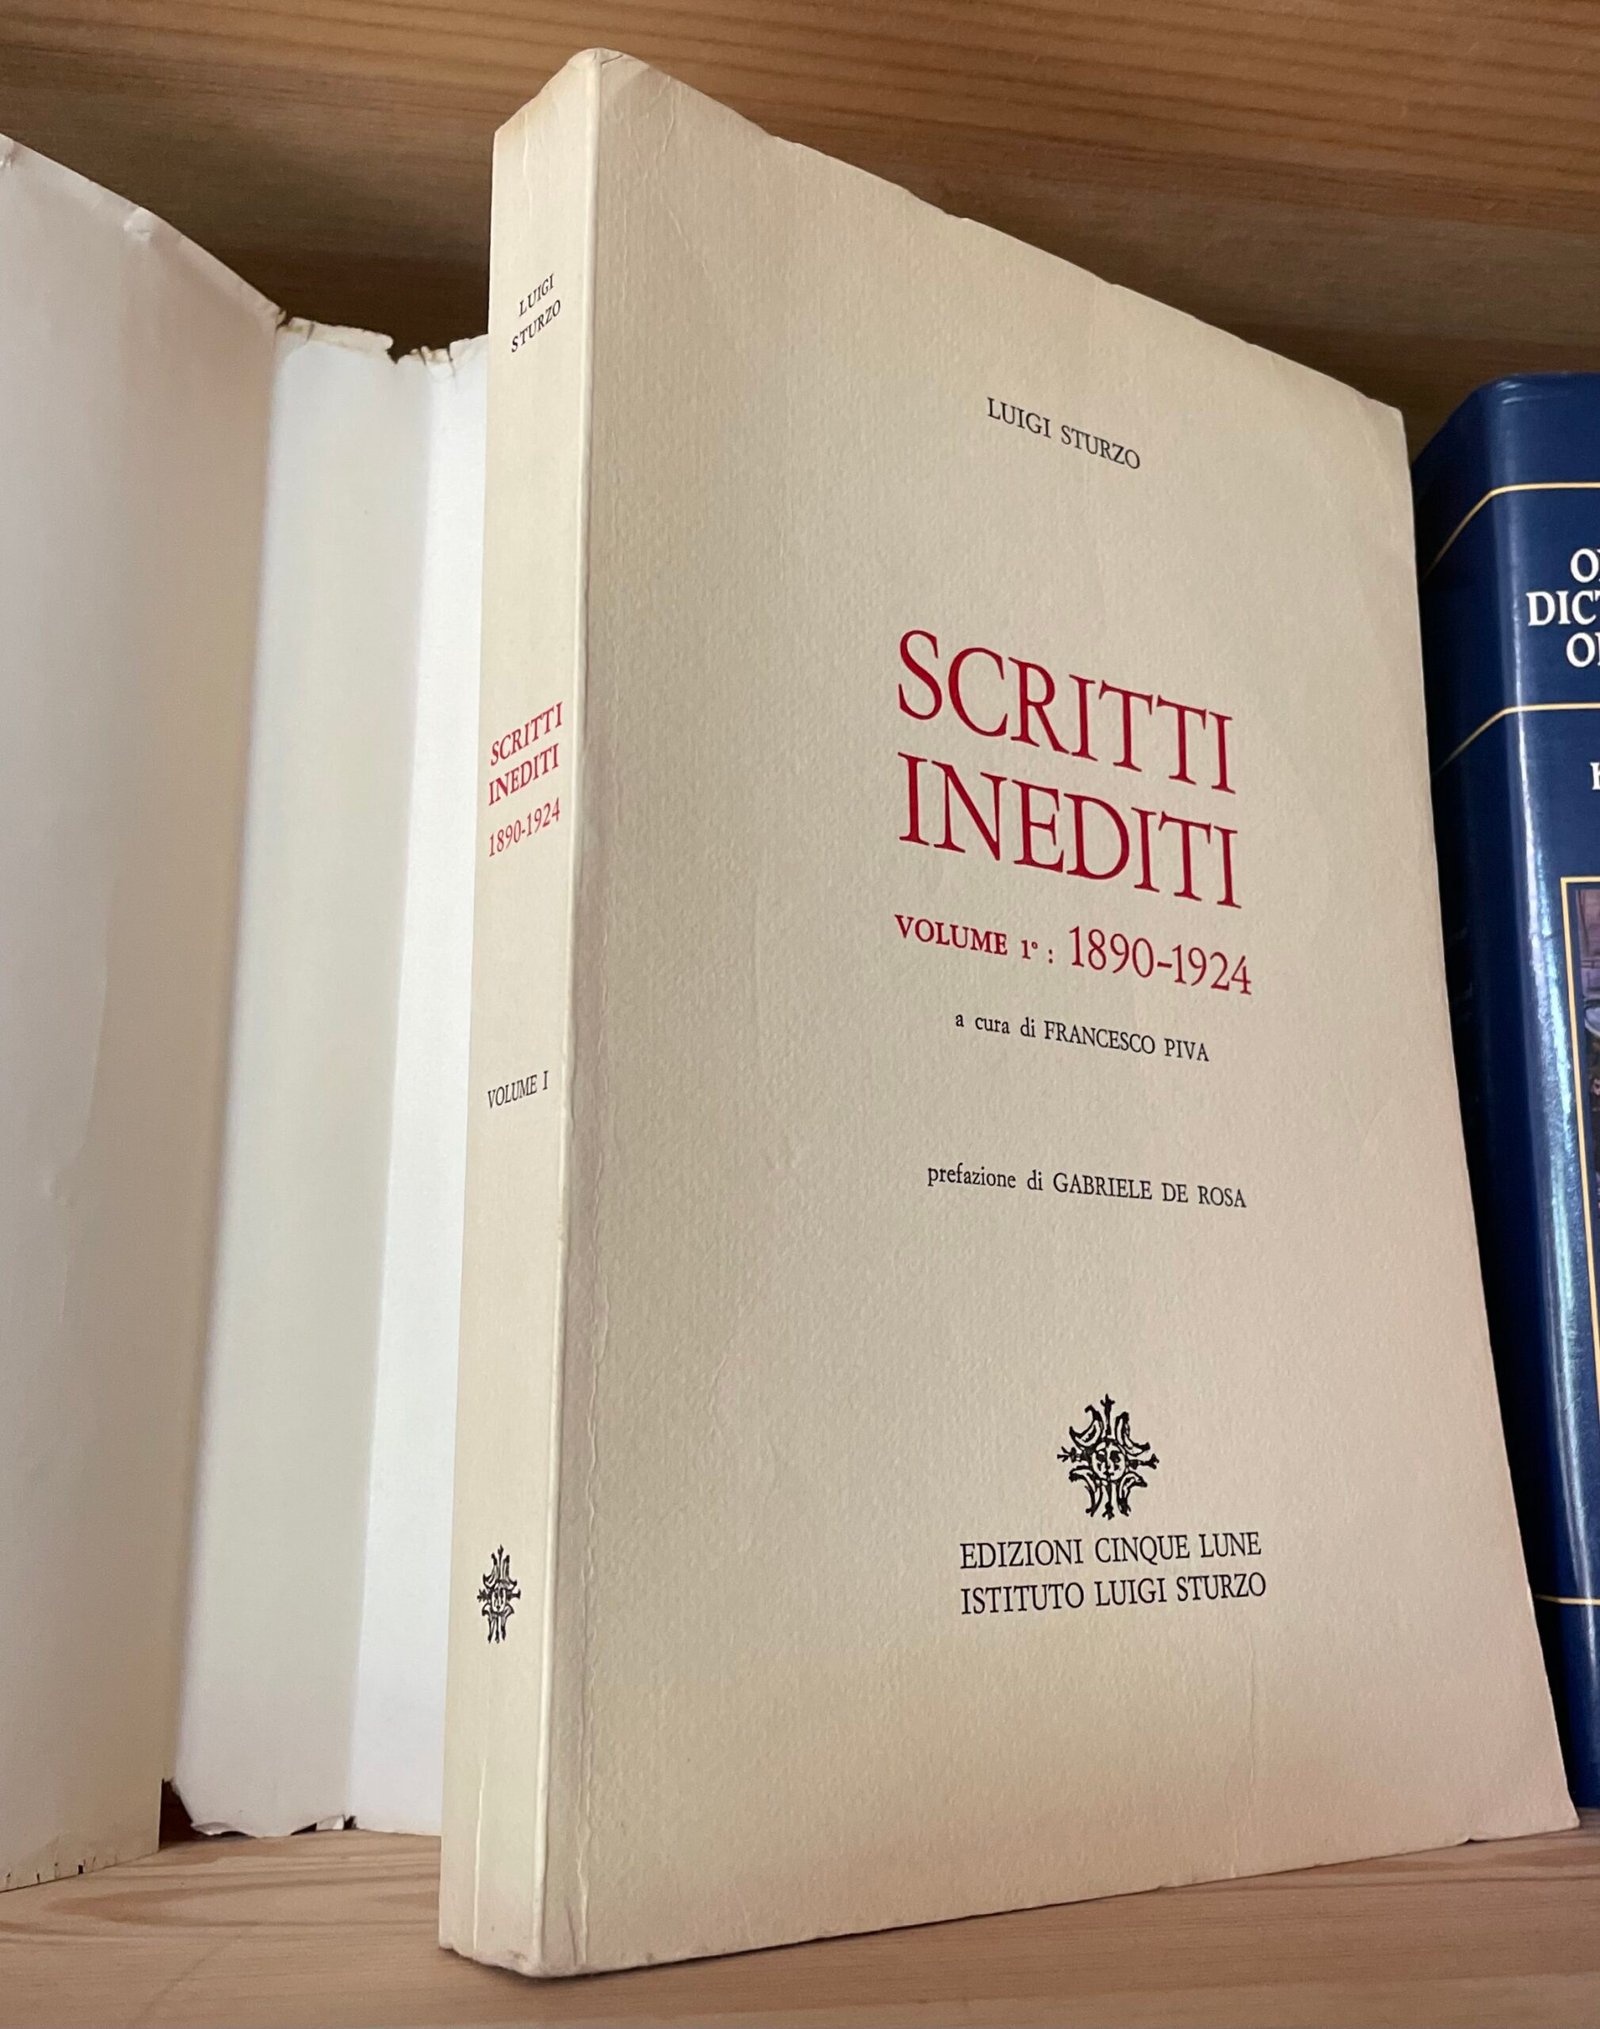 LUIGI
STURZO
SCRITTI
INEDITI
1890-1924
VOLUME I
LUIGI STURZO
SCRITTI
INEDITI
VOLUME 1° : 1890-1924
a cura di FRANCESCO PIVA
prefazione di GABRIELE DE ROSA
EDIZIONI CINQUE LUNE
ISTITUTO LUIGI STURZO